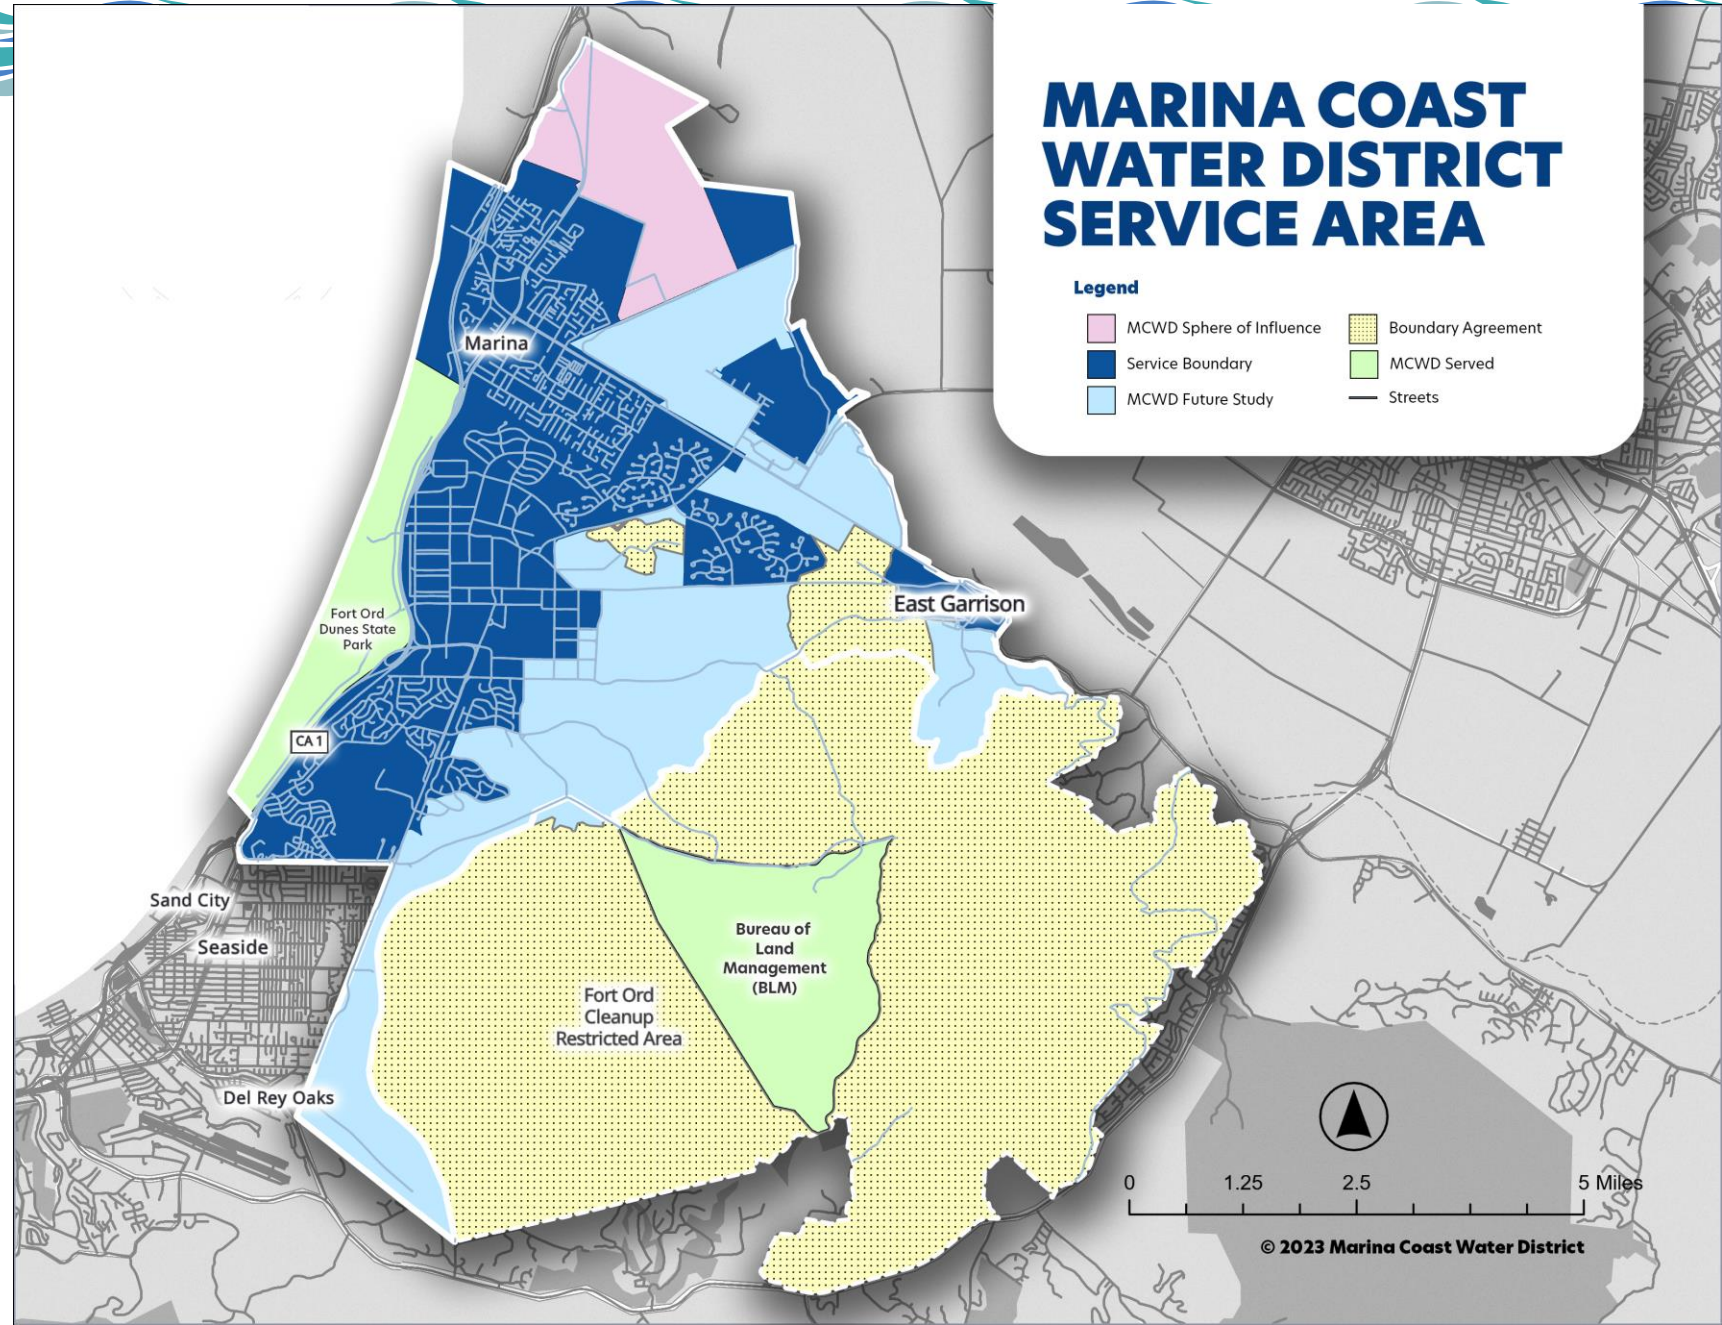 MARINA COAST
WATER DISTRICT
SERVICE AREA
Legend
MCWD Sphere of Influence
Service Boundary
MCWD Future Study
Boundary Agreement
MCWD Served
Streets
Marina
Fort Ord
Dunes State
Park
East Garrison
CA 1
Sand City
Seaside
Bureau of
Land
Management
(BLM)
Fort Ord
Cleanup
Restricted Area
Del Rey Oaks
0 1.25 2.5 5 Miles
© 2023 Marina Coast Water District